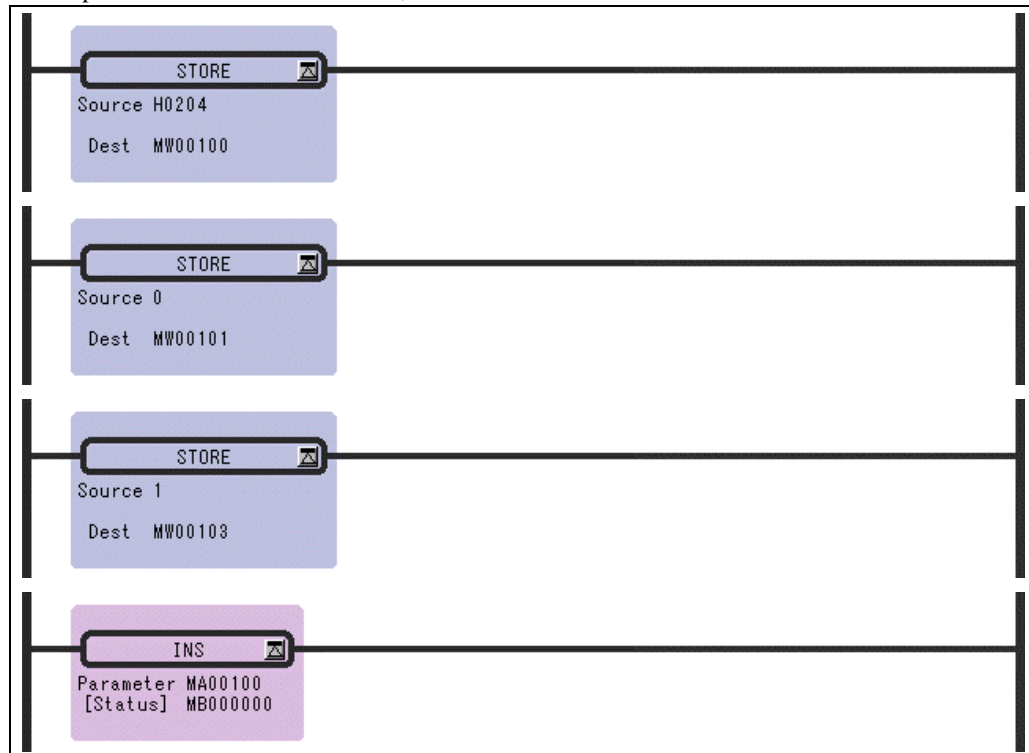 STORE
Source H0204
Dest MW00100
STORE
Source 0
Dest MW00101
STORE
Source 1
Dest MW00103
INS
Parameter MA00100
[Status] MB000000